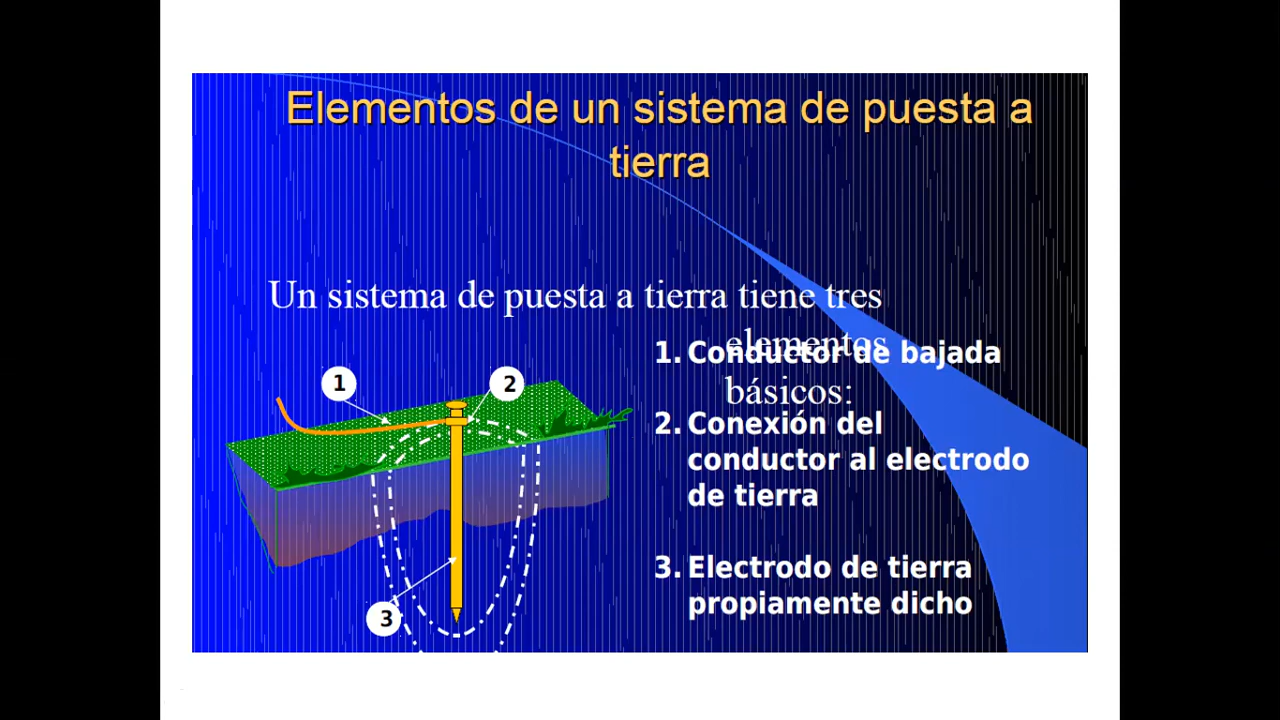 Elementos de un sistema de puesta a
tierra
Un sistema de puesta a tierra tiene tres
elementos
básicos:
1. Conductor de bajada
2. Conexión del
conductor al electrodo
de tierra
3. Electrodo de tierra
propiamente dicho
1
2
3